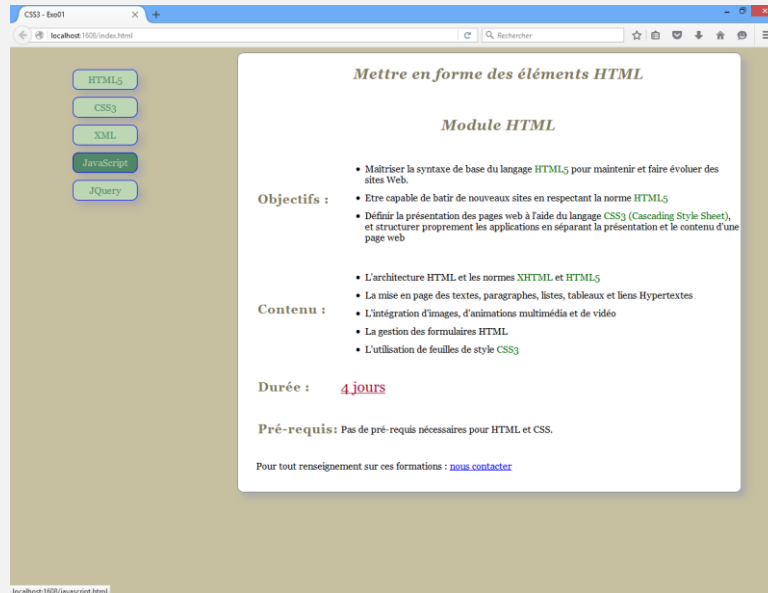 CSS3 - Exo01
localhost:1608/index.html
Rechercher
HTML5
CSS3
XML
JavaScript
JQuery
Mettre en forme des éléments HTML
Module HTML
Objectifs :
Maîtriser la syntaxe de base du langage HTML5 pour maintenir et faire évoluer des
sites Web.
Etre capable de batir de nouveaux sites en respectant la norme HTML5
Définir la présentation des pages web à l'aide du langage CSS3 (Cascading Style Sheet),
et structurer proprement les applications en séparant la présentation et le contenu d'une
page web
Contenu :
L'architecture HTML et les normes XHTML et HTML5
La mise en page des textes, paragraphes, listes, tableaux et liens Hypertextes
L'intégration d'images, d'animations multimédia et de vidéo
La gestion des formulaires HTML
L'utilisation de feuilles de style CSS3
Durée : 4 jours
Pré-requis: Pas de pré-requis nécessaires pour HTML et CSS.
Pour tout renseignement sur ces formations : nous contacter
localhost:1608/javascript.html